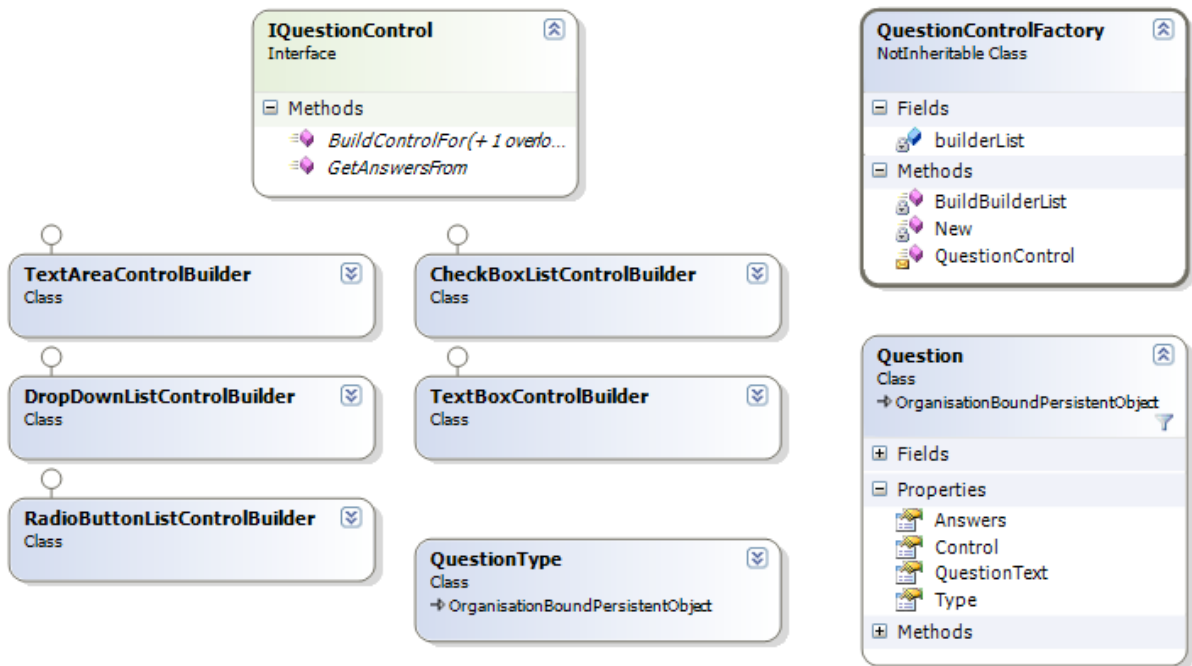 IQuestionControl
Interface
Methods
BuildControlFor(+ 1 overlo...
GetAnswersFrom
QuestionControlFactory
NotInheritable Class
Fields
builderList
Methods
BuildBuilderList
New
QuestionControl
TextAreaControlBuilder
Class
CheckBoxListControlBuilder
Class
DropDownListControlBuilder
Class
TextBoxControlBuilder
Class
RadioButtonListControlBuilder
Class
QuestionType
Class
OrganisationBoundPersistentObject
Question
Class
OrganisationBoundPersistentObject
Fields
Properties
Answers
Control
QuestionText
Type
Methods